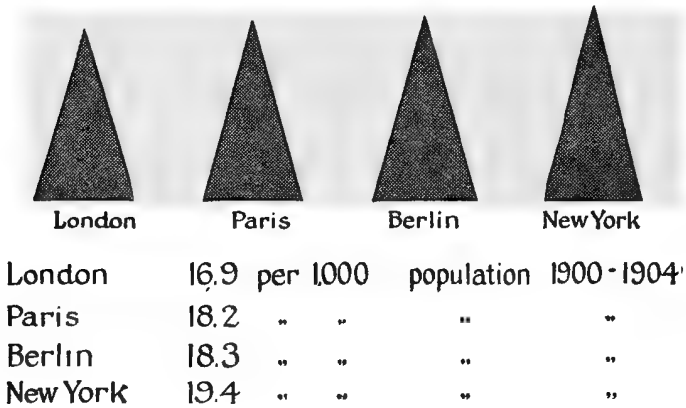 London Paris Berlin New York
London 16.9 per 1,000 population 1900-1904
Paris 18.2 " " " "
Berlin 18.3 " " " "
New York 19.4 " " " "